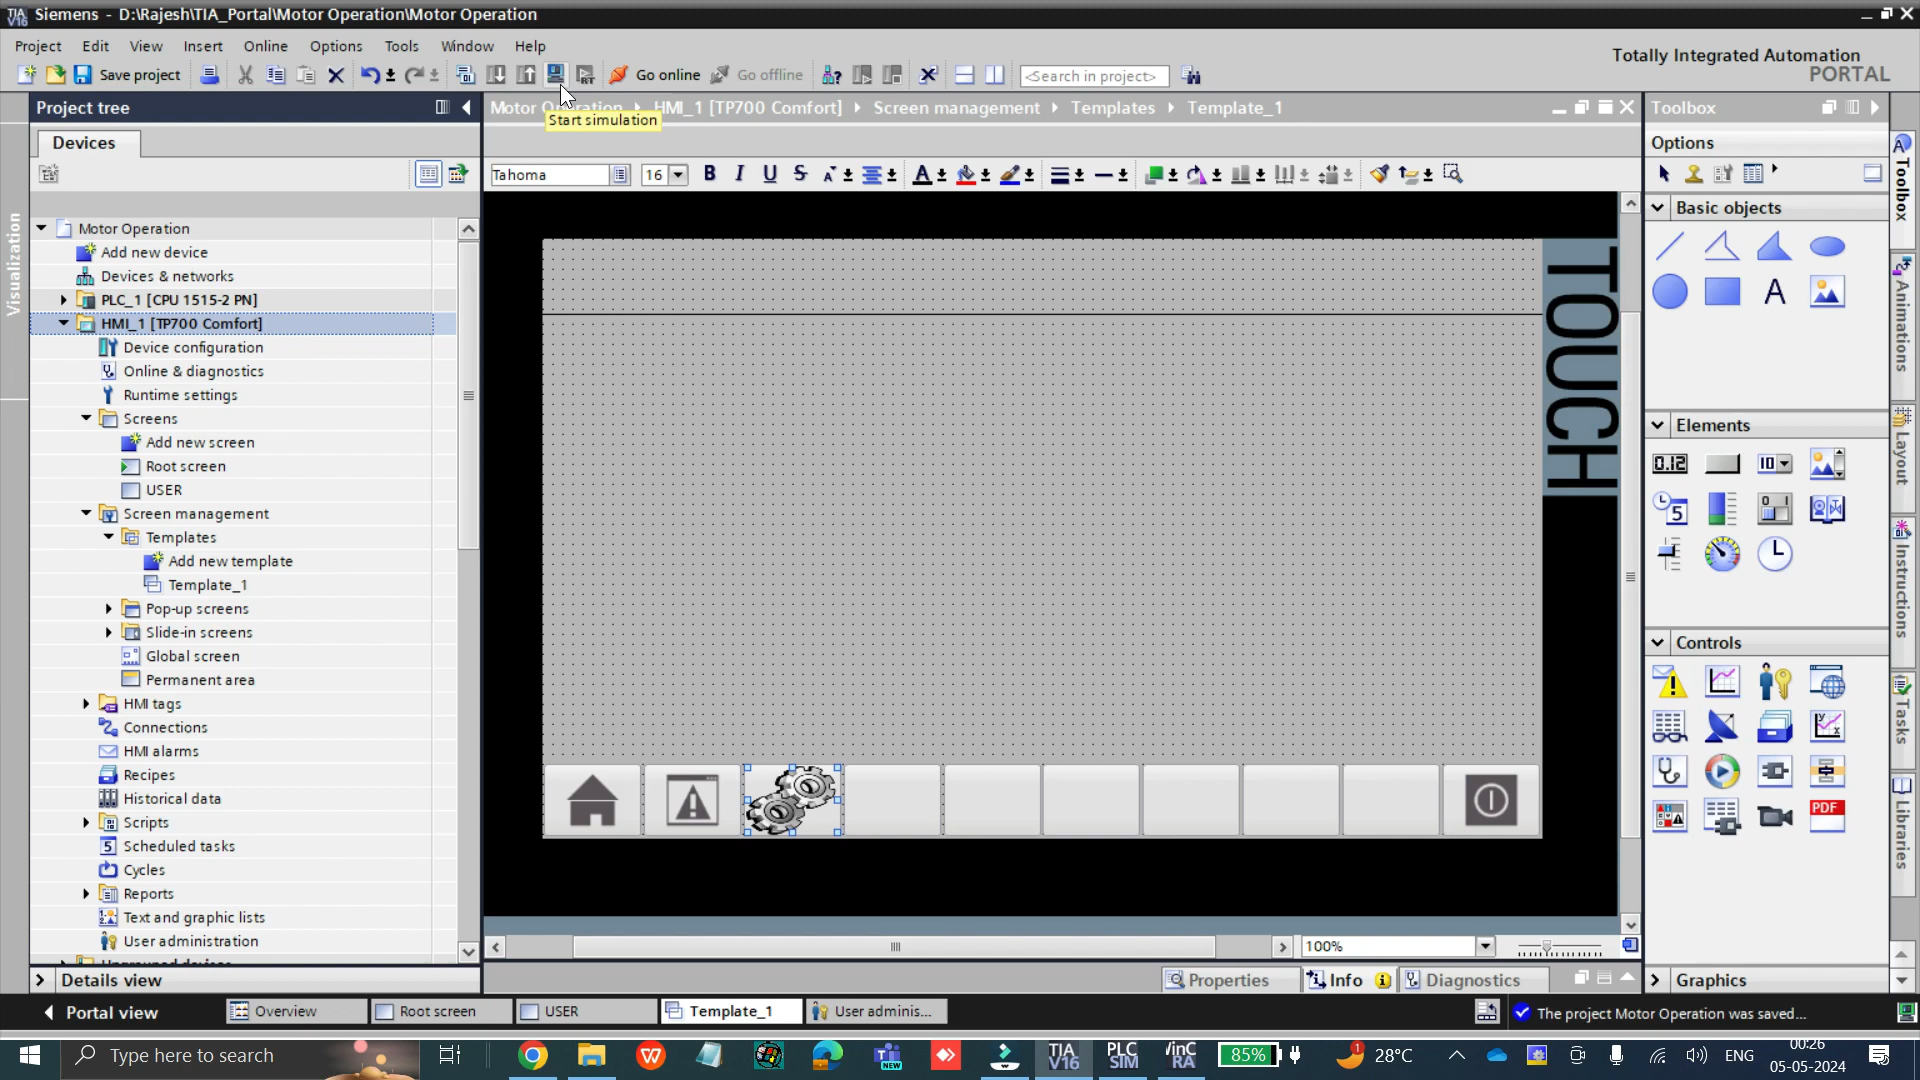 Siemens - D:\Rajesh\TIA_Portal\Motor Operation\Motor Operation
Project Edit View Insert Online Options Tools Window Help
Totally Integrated Automation
PORTAL
Save project
Go online
Go offline
<Search in project>
Project tree
Motor Operation HMI_1 [TP700 Comfort] Screen management Templates Template_1
Start simulation
Toolbox
Devices
Options
Tahoma
16
B I U S
Visualization
Motor Operation
Add new device
Devices & networks
PLC_1 [CPU 1515-2 PN]
HMI_1 [TP700 Comfort]
Device configuration
Online & diagnostics
Runtime settings
Screens
Add new screen
Root screen
USER
Screen management
Templates
Add new template
Template_1
Pop-up screens
Slide-in screens
Global screen
Permanent area
HMI tags
Connections
HMI alarms
Recipes
Historical data
Scripts
Scheduled tasks
Cycles
Reports
Text and graphic lists
User administration
Details view
TOUCH
100%
Properties
Info
Diagnostics
Basic objects
Elements
Controls
PDF
Graphics
Toolbox
Animations
Layout
Instructions
Tasks
Libraries
Portal view
Overview
Root screen
USER
Template_1
User adminis...
The project Motor Operation was saved...
Type here to search
85%
28°C
ENG
00:26
05-05-2024